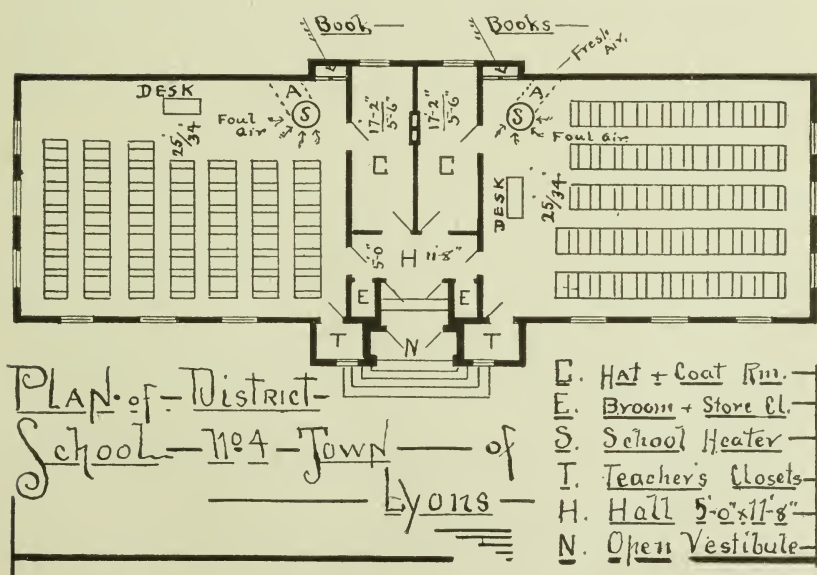 Book
Books
Fresh Air.
DESK
A
S
Foul air
25/34
17-2"
5-6"
17-2"
5-6"
A
S
Foul air
DESK
25/34
C
C
5-0"
H 11-8"
E
E
T
N
T
PLAN of DISTRICT
School No 4 Town of
Lyons
C. Hat + Coat Rm.
E. Broom + Store Cl.
S. School Heater
T. Teacher's Closets
H. Hall 5'-0"x11'-8"
N. Open Vestibule